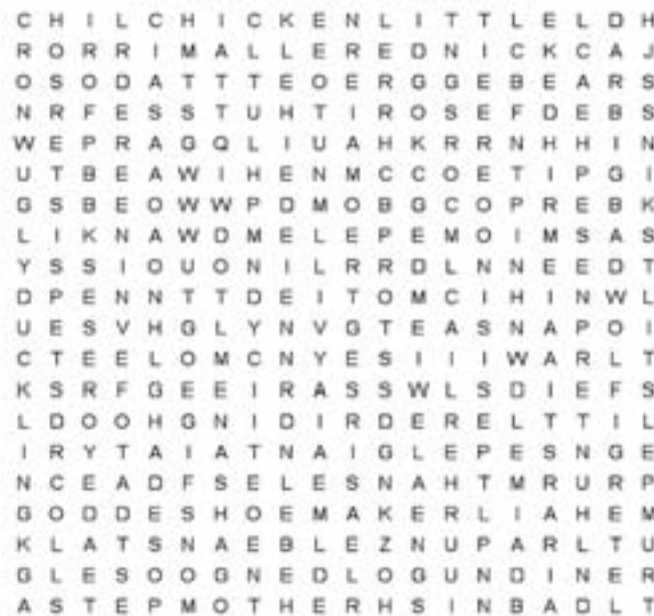 C H I L C H I C K E N L I T T L E L D H
R O R R I M A L L E R E D N I C K C A J
O S O D A T T T E O E R G G E B E A R S
N R F E S S T U H T I R O S E F D E B S
W E P R A G Q L I U A H K R R N H H I N
U T B E A W I H E N M C C O E T I P G I
G S B E O W W P D M O B G C O P R E B K
L I K N A W D M E L E P E M O I M S A S
Y S S I O U O N I L R R D L N N E E D T
D P E N N T T D E I T O M C I H I N W L
U E S V H G L Y N V G T E A S N A P O I
C T E E L O M C N Y E S I I I W A R L T
K S R F G E E I R A S S W L S D I E F S
L D O O H G N I D I R D E R E L T T I L
I R Y T A I A T N A I G L E P E S N G E
N C E A D F S E L E S N A H T M R U R P
G O D D E S H O E M A K E R L I A H E M
K L A T S N A E B L E Z N U P A R L T U
G L E S O O G N E D L O G U N D I N E R
A S T E P M O T H E R H S I N B A D L T